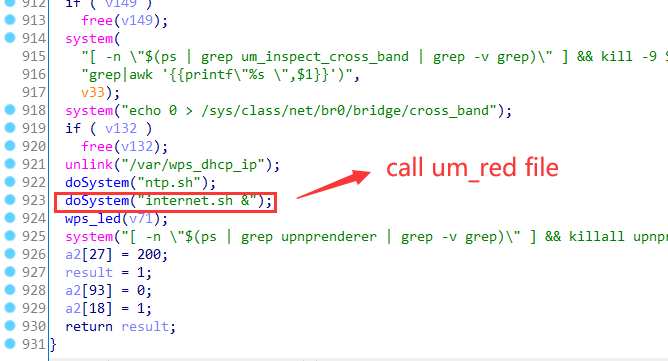 912 if ( v149 )
913 free(v149);
914 system(
915 "[ -n \"$(ps | grep um_inspect_cross_band | grep -v grep)\" ] && kill -9 $
916 "grep|awk '{{printf\"%s \",$1}}')",
917 v33);
918 system("echo 0 > /sys/class/net/br0/bridge/cross_band");
919 if ( v132 )
920 free(v132);
921 unlink("/var/wps_dhcp_ip");
922 doSystem("ntp.sh");
923 doSystem("internet.sh &");
call um_red file
924 wps_led(v71);
925 system("[ -n \"$(ps | grep upnprenderer | grep -v grep)\" ] && killall upnpr
926 a2[27] = 200;
927 result = 1;
928 a2[93] = 0;
929 a2[18] = 1;
930 return result;
931 }